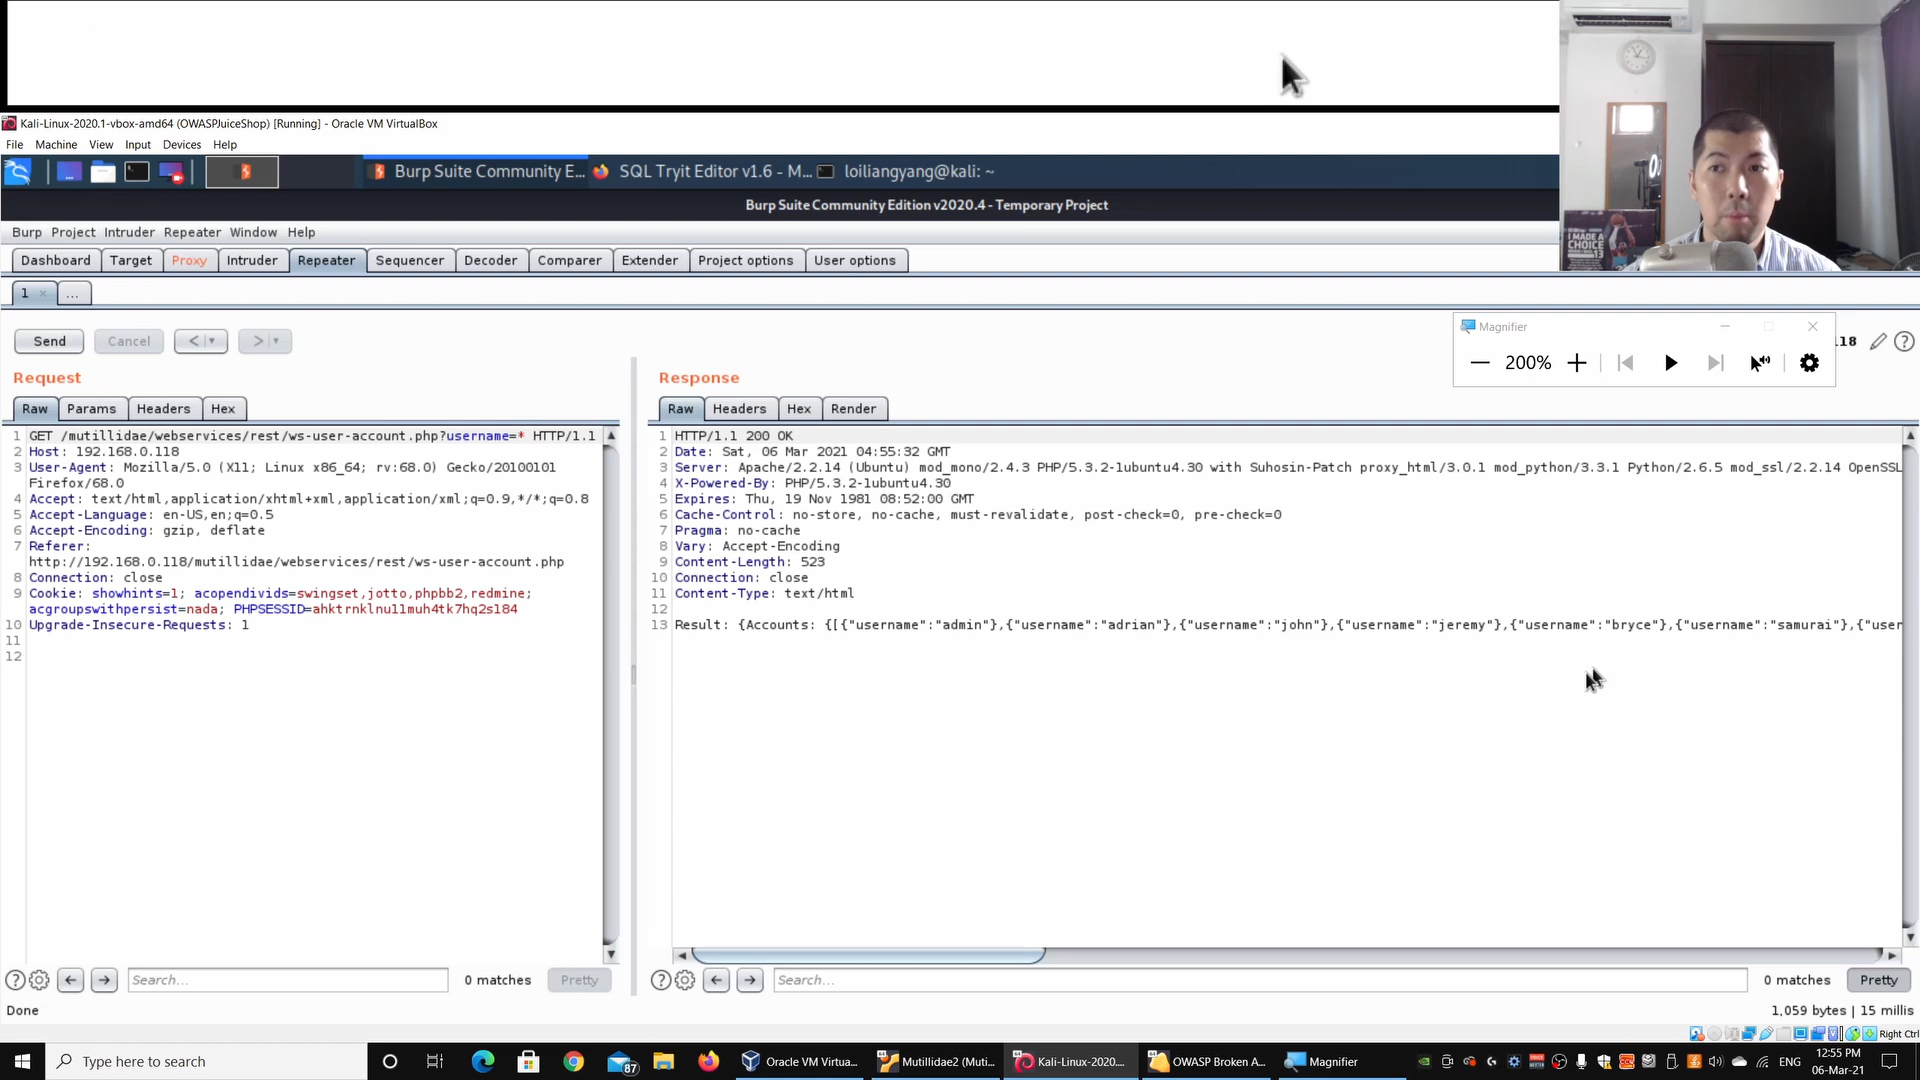 Kali-Linux-2020.1-vbox-amd64 (OWASPJuiceShop) [Running] - Oracle VM VirtualBox
File Machine View Input Devices Help
Burp Suite Community E... SQL Tryit Editor v1.6 - M... loiliangyang@kali: ~
Burp Suite Community Edition v2020.4 - Temporary Project
Burp Project Intruder Repeater Window Help
Dashboard Target Proxy Intruder Repeater Sequencer Decoder Comparer Extender Project options User options
I MADE A
CHOICE
13
1 × ...
Magnifier
Send Cancel < > .18 ?
200%
Request
Raw Params Headers Hex
1 GET /mutillidae/webservices/rest/ws-user-account.php?username=* HTTP/1.1
2 Host: 192.168.0.118
3 User-Agent: Mozilla/5.0 (X11; Linux x86_64; rv:68.0) Gecko/20100101
Firefox/68.0
4 Accept: text/html,application/xhtml+xml,application/xml;q=0.9,*/*;q=0.8
5 Accept-Language: en-US,en;q=0.5
6 Accept-Encoding: gzip, deflate
7 Referer:
http://192.168.0.118/mutillidae/webservices/rest/ws-user-account.php
8 Connection: close
9 Cookie: showhints=1; acopendivids=swingset,jotto,phpbb2,redmine;
acgroupswithpersist=nada; PHPSESSID=ahktrnklnu11muh4tk7hq2s184
10 Upgrade-Insecure-Requests: 1
11
12
Response
Raw Headers Hex Render
1 HTTP/1.1 200 OK
2 Date: Sat, 06 Mar 2021 04:55:32 GMT
3 Server: Apache/2.2.14 (Ubuntu) mod_mono/2.4.3 PHP/5.3.2-1ubuntu4.30 with Suhosin-Patch proxy_html/3.0.1 mod_python/3.3.1 Python/2.6.5 mod_ssl/2.2.14 OpenSSL
4 X-Powered-By: PHP/5.3.2-1ubuntu4.30
5 Expires: Thu, 19 Nov 1981 08:52:00 GMT
6 Cache-Control: no-store, no-cache, must-revalidate, post-check=0, pre-check=0
7 Pragma: no-cache
8 Vary: Accept-Encoding
9 Content-Length: 523
10 Connection: close
11 Content-Type: text/html
12
13 Result: {Accounts: {[{"username":"admin"},{"username":"adrian"},{"username":"john"},{"username":"jeremy"},{"username":"bryce"},{"username":"samurai"},{"user
? Search... 0 matches Pretty
? Search... 0 matches Pretty
Done
1,059 bytes | 15 millis
Right Ctrl
Type here to search
87
Oracle VM Virtua... Mutillidae2 (Muti... Kali-Linux-2020.... OWASP Broken A... Magnifier
ENG
12:55 PM
06-Mar-21